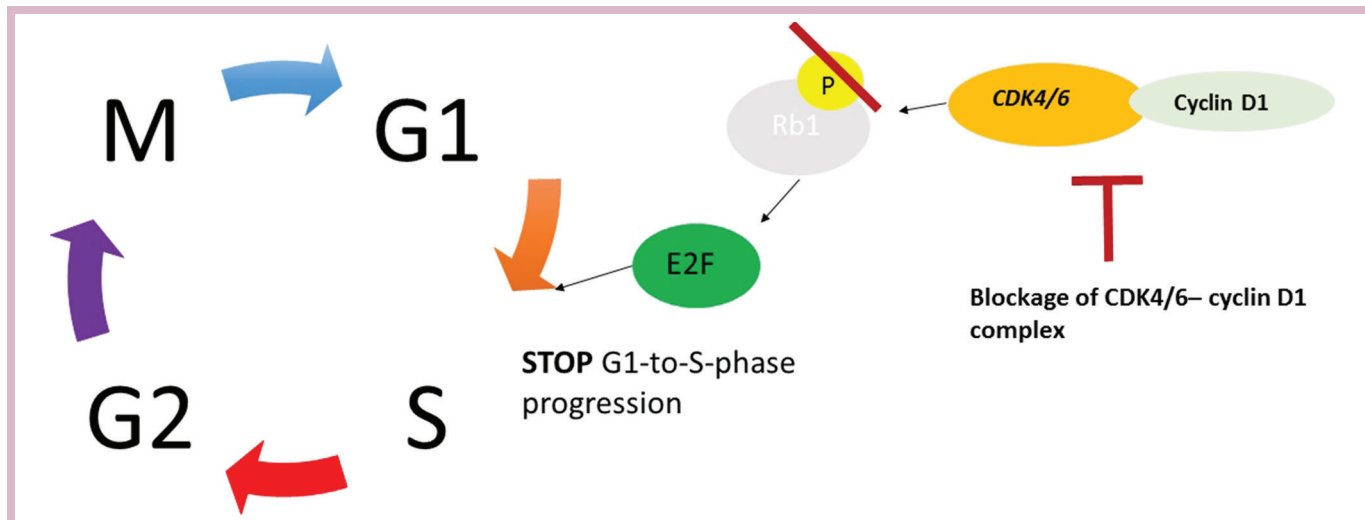 M
G1
S
G2
P
Rb1
CDK4/6
Cyclin D1
E2F
STOP G1-to-S-phase
progression
Blockage of CDK4/6– cyclin D1
complex